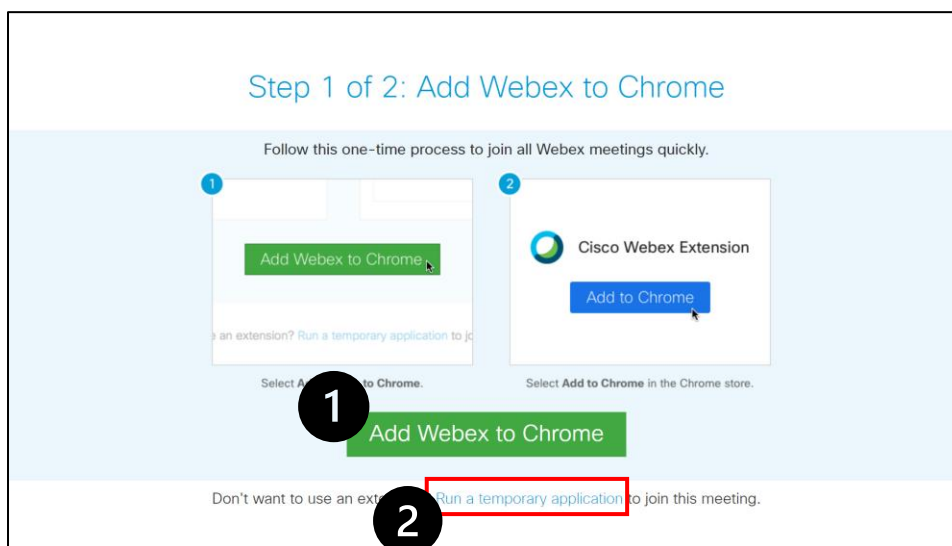 Step 1 of 2: Add Webex to Chrome
Follow this one-time process to join all Webex meetings quickly.
1
2
Add Webex to Chrome
an extension? Run a temporary application to
Cisco Webex Extension
Add to Chrome
Select to Chrome.
Select Add to Chrome in the Chrome store.
1
Add Webex to Chrome
Don't want to use an Run a temporary application to join this meeting.
2